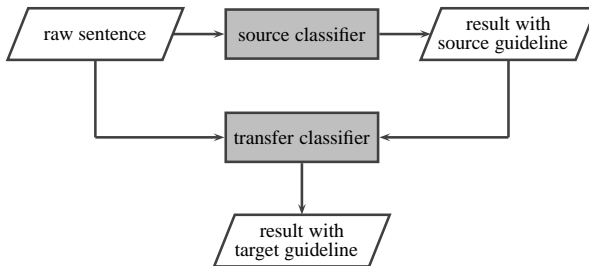 raw sentence
source classifier
result with
source guideline
transfer classifier
result with
target guideline